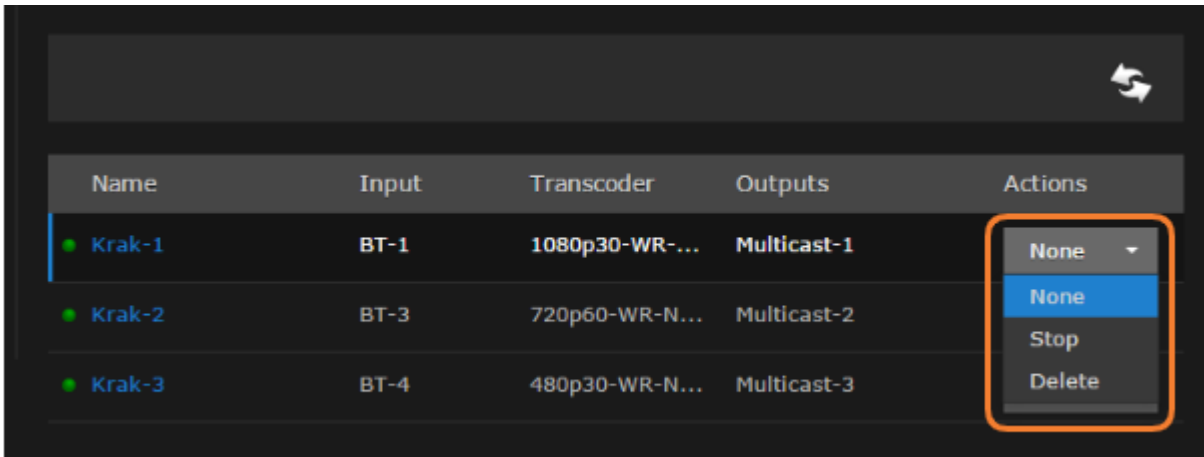 Name Input Transcoder Outputs Actions
Krak-1 BT-1 1080p30-WR-... Multicast-1 None
None
Krak-2 BT-3 720p60-WR-N... Multicast-2
Stop
Krak-3 BT-4 480p30-WR-N... Multicast-3 Delete